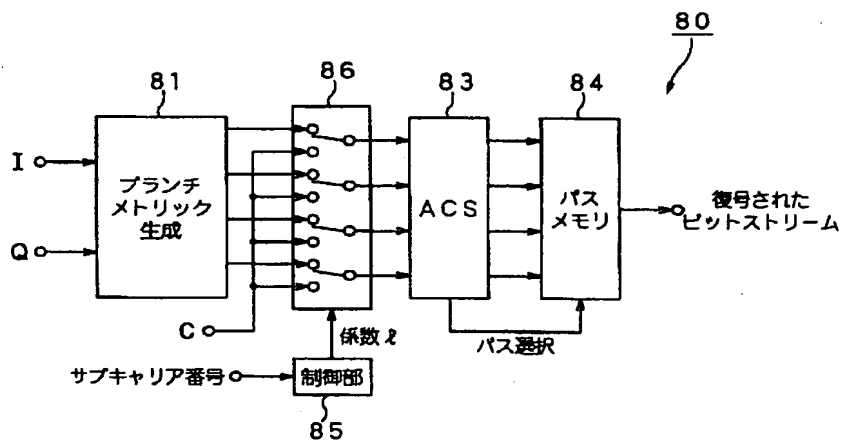 80
81
86
83
84
I
Q
ブランチ
メトリック
生成
ACS
パス
メモリ
復号された
ビットストリーム
C
係数 ℓ
パス選択
サブキャリア番号
制御部
85